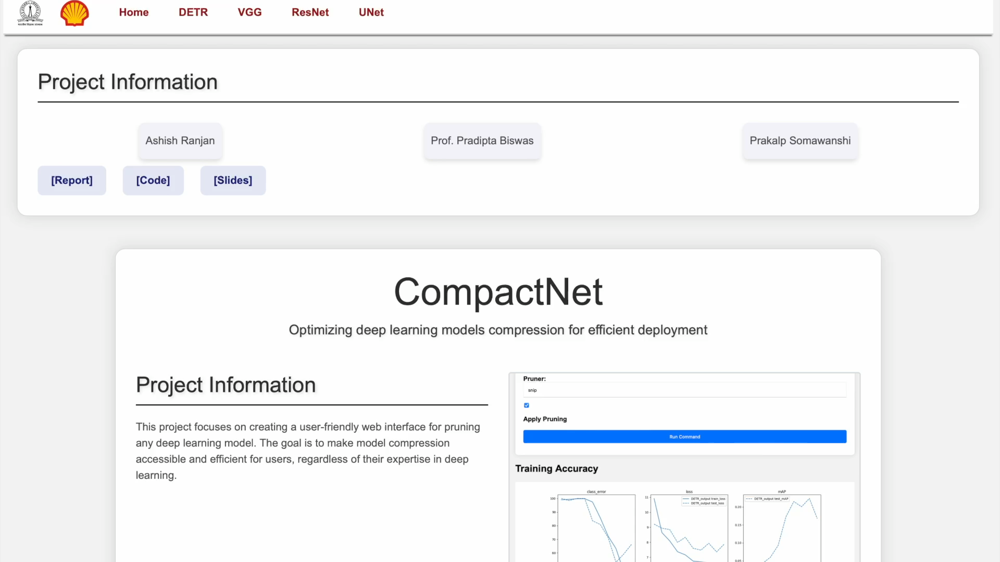 भारतीय विज्ञान संस्थान
Home DETR VGG ResNet UNet
Project Information
Ashish Ranjan Prof. Pradipta Biswas Prakalp Somawanshi
[Report] [Code] [Slides]
CompactNet
Optimizing deep learning models compression for efficient deployment
Project Information
This project focuses on creating a user-friendly web interface for pruning
any deep learning model. The goal is to make model compression
accessible and efficient for users, regardless of their expertise in deep
learning.
Pruner:
snip
Apply Pruning
Run Command
Training Accuracy
class_error
100
90
80
70
60
loss
DETR_output train_loss
DETR_output test_loss
11
10
9
8
7
mAP
DETR_output test_mAP
0.20
0.15
0.10
0.05